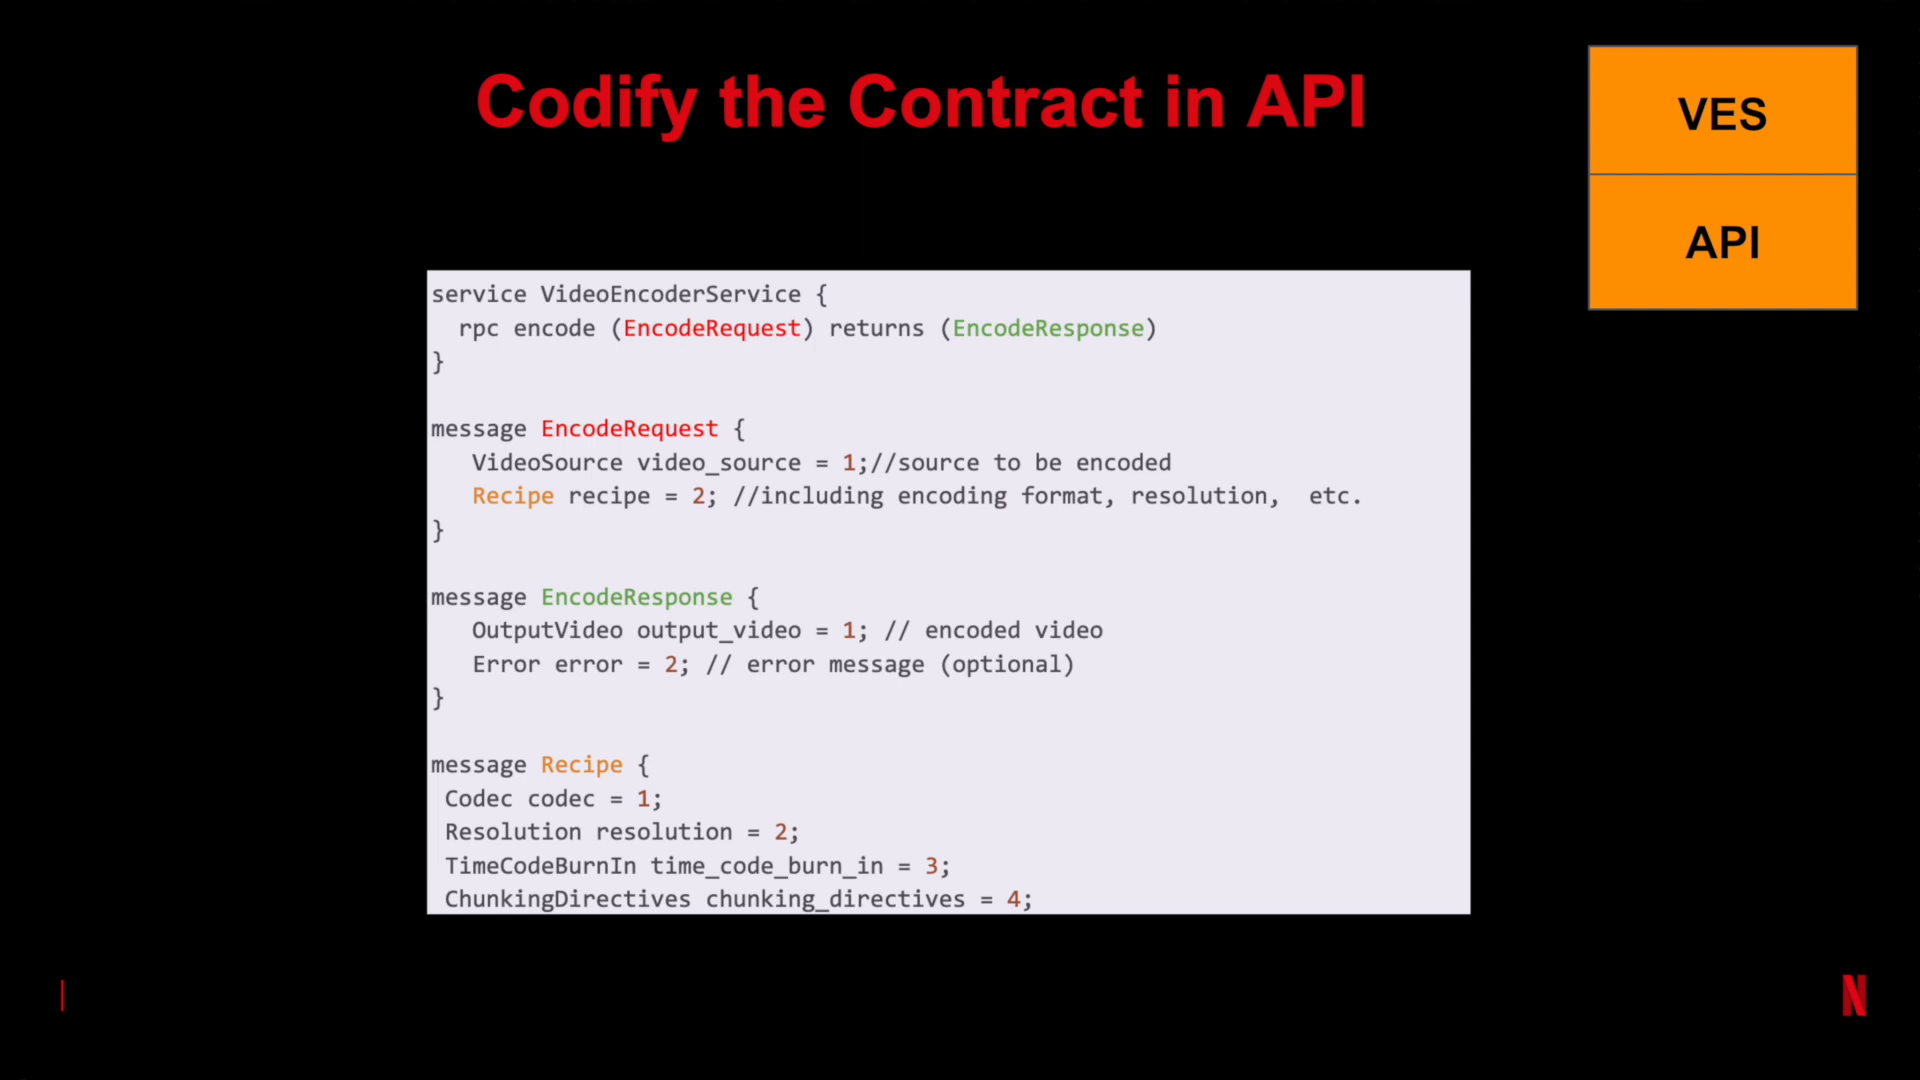 Codify the Contract in API
VES
API
service VideoEncoderService {
  rpc encode (EncodeRequest) returns (EncodeResponse)
}
message EncodeRequest {
   VideoSource video_source = 1;//source to be encoded
   Recipe recipe = 2; //including encoding format, resolution,  etc.
}
message EncodeResponse {
   OutputVideo output_video = 1; // encoded video
   Error error = 2; // error message (optional)
}
message Recipe {
 Codec codec = 1;
 Resolution resolution = 2;
 TimeCodeBurnIn time_code_burn_in = 3;
 ChunkingDirectives chunking_directives = 4;
N